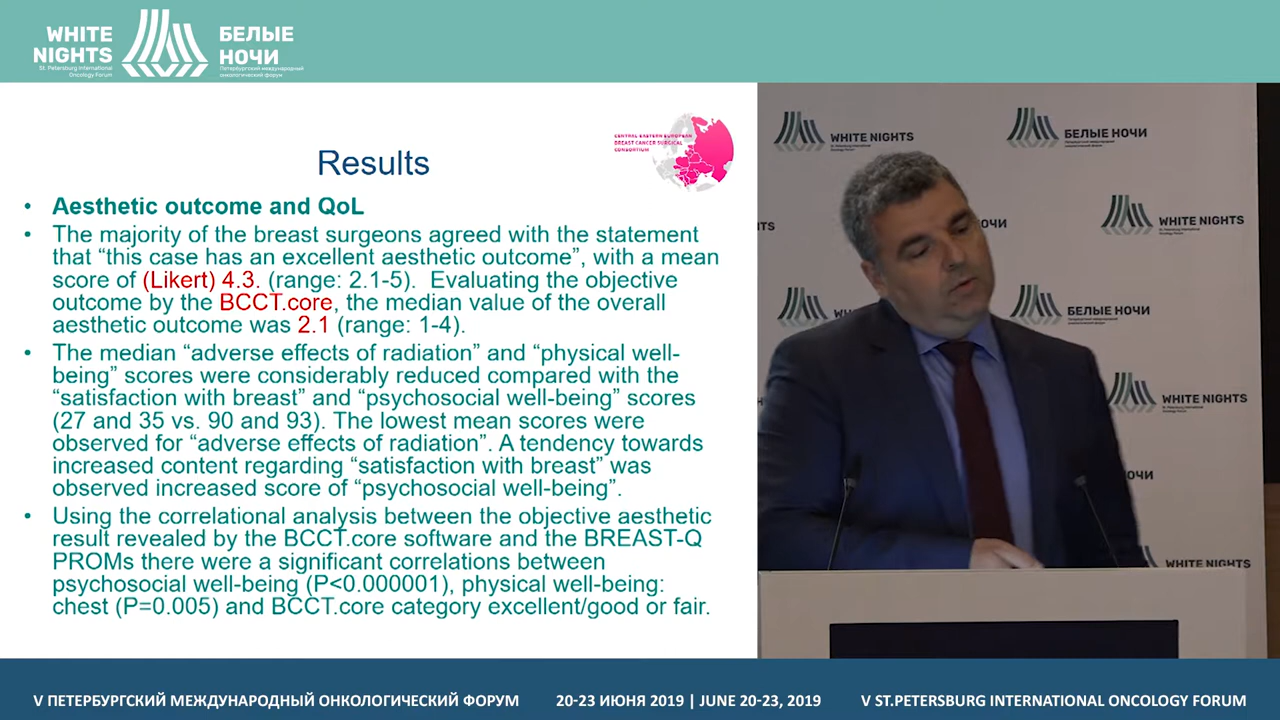 WHITE
NIGHTS
St. Petersburg International
Oncology Forum
БЕЛЫЕ
НОЧИ
Петербургский международный
онкологический форум
CENTRAL EASTERN EUROPEAN
BREAST CANCER SURGICAL
CONSORTIUM
Results
• Aesthetic outcome and QoL
• The majority of the breast surgeons agreed with the statement
that “this case has an excellent aesthetic outcome”, with a mean
score of (Likert) 4.3. (range: 2.1-5). Evaluating the objective
outcome by the BCCT.core, the median value of the overall
aesthetic outcome was 2.1 (range: 1-4).
• The median “adverse effects of radiation” and “physical well-
being” scores were considerably reduced compared with the
“satisfaction with breast” and “psychosocial well-being” scores
(27 and 35 vs. 90 and 93). The lowest mean scores were
observed for “adverse effects of radiation”. A tendency towards
increased content regarding “satisfaction with breast” was
observed increased score of “psychosocial well-being”.
• Using the correlational analysis between the objective aesthetic
result revealed by the BCCT.core software and the BREAST-Q
PROMs there were a significant correlations between
psychosocial well-being (P<0.000001), physical well-being:
chest (P=0.005) and BCCT.core category excellent/good or fair.
WHITE NIGHTS
БЕЛЫЕ НОЧИ
WHITE NIGHTS
БЕЛЫЕ НОЧИ
WHITE NIGHTS
WHITE NIGHTS
V ПЕТЕРБУРГСКИЙ МЕЖДУНАРОДНЫЙ ОНКОЛОГИЧЕСКИЙ ФОРУМ
20-23 ИЮНЯ 2019 | JUNE 20-23, 2019
V ST.PETERSBURG INTERNATIONAL ONCOLOGY FORUM